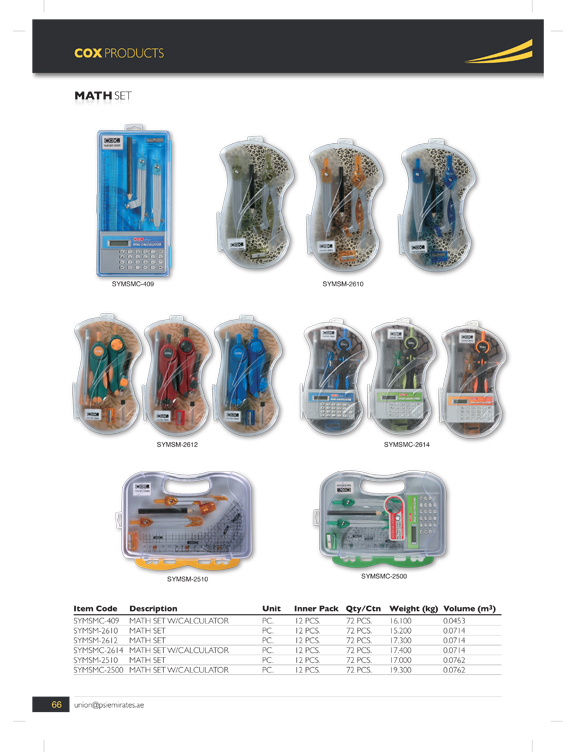 COX PRODUCTS
MATH SET
SYMSMC-409
SYMSM-2610
SYMSM-2612
SYMSMC-2614
SYMSM-2510
SYMSMC-2500
Item Code Description Unit Inner Pack Qty/Ctn Weight (kg) Volume (m³)
SYMSMC-409 MATH SET W/CALCULATOR PC. 12 PCS. 72 PCS. 16.100 0.0453
SYMSM-2610 MATH SET PC. 12 PCS. 72 PCS. 15.200 0.0714
SYMSM-2612 MATH SET PC. 12 PCS. 72 PCS. 17.300 0.0714
SYMSMC-2614 MATH SET W/CALCULATOR PC. 12 PCS. 72 PCS. 17.400 0.0714
SYMSM-2510 MATH SET PC. 12 PCS. 72 PCS. 17.000 0.0762
SYMSMC-2500 MATH SET W/CALCULATOR PC. 12 PCS. 72 PCS. 19.300 0.0762
66 union@psiemirates.ae